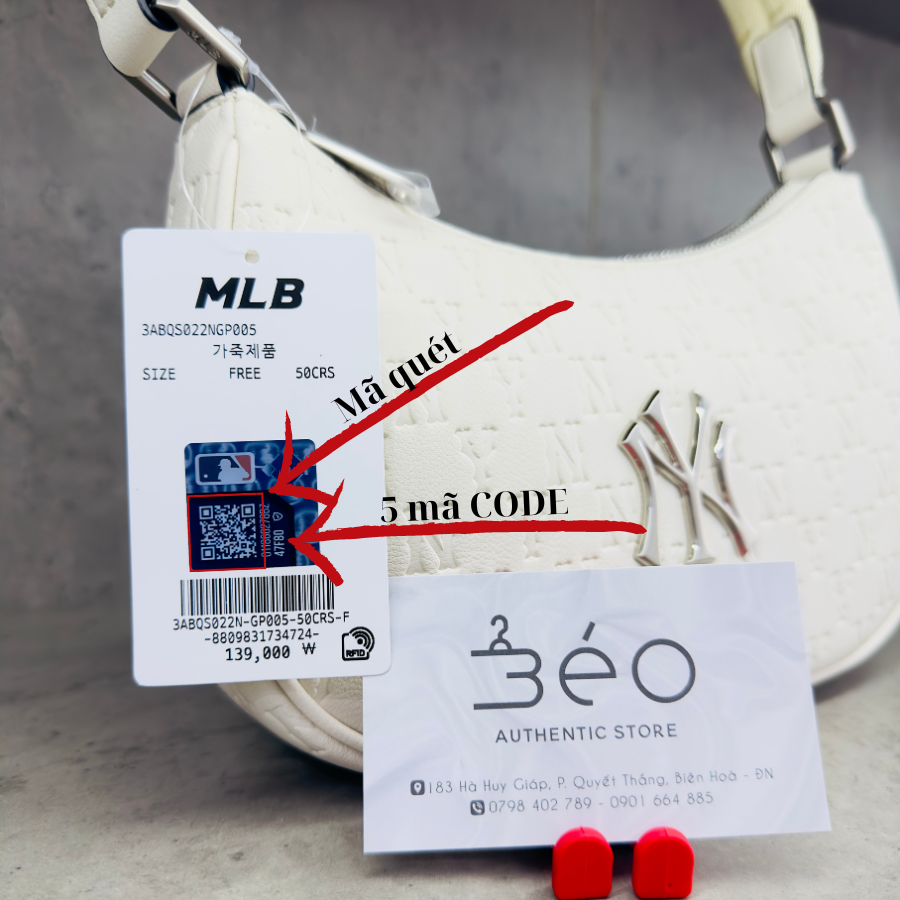 MLB
3ABQS022NGP005
가죽제품
SIZE FREE 50CRS
Mã quét
5 mã CODE
47FBD
3ABQS022N-GP005-50CRS-F
-8809831734724-
139,000 ₩
RFID
Béo
AUTHENTIC STORE
183 Hà Huy Giáp, P. Quyết Thắng, Biên Hoà - ĐN
0798 402 789 - 0901 664 885